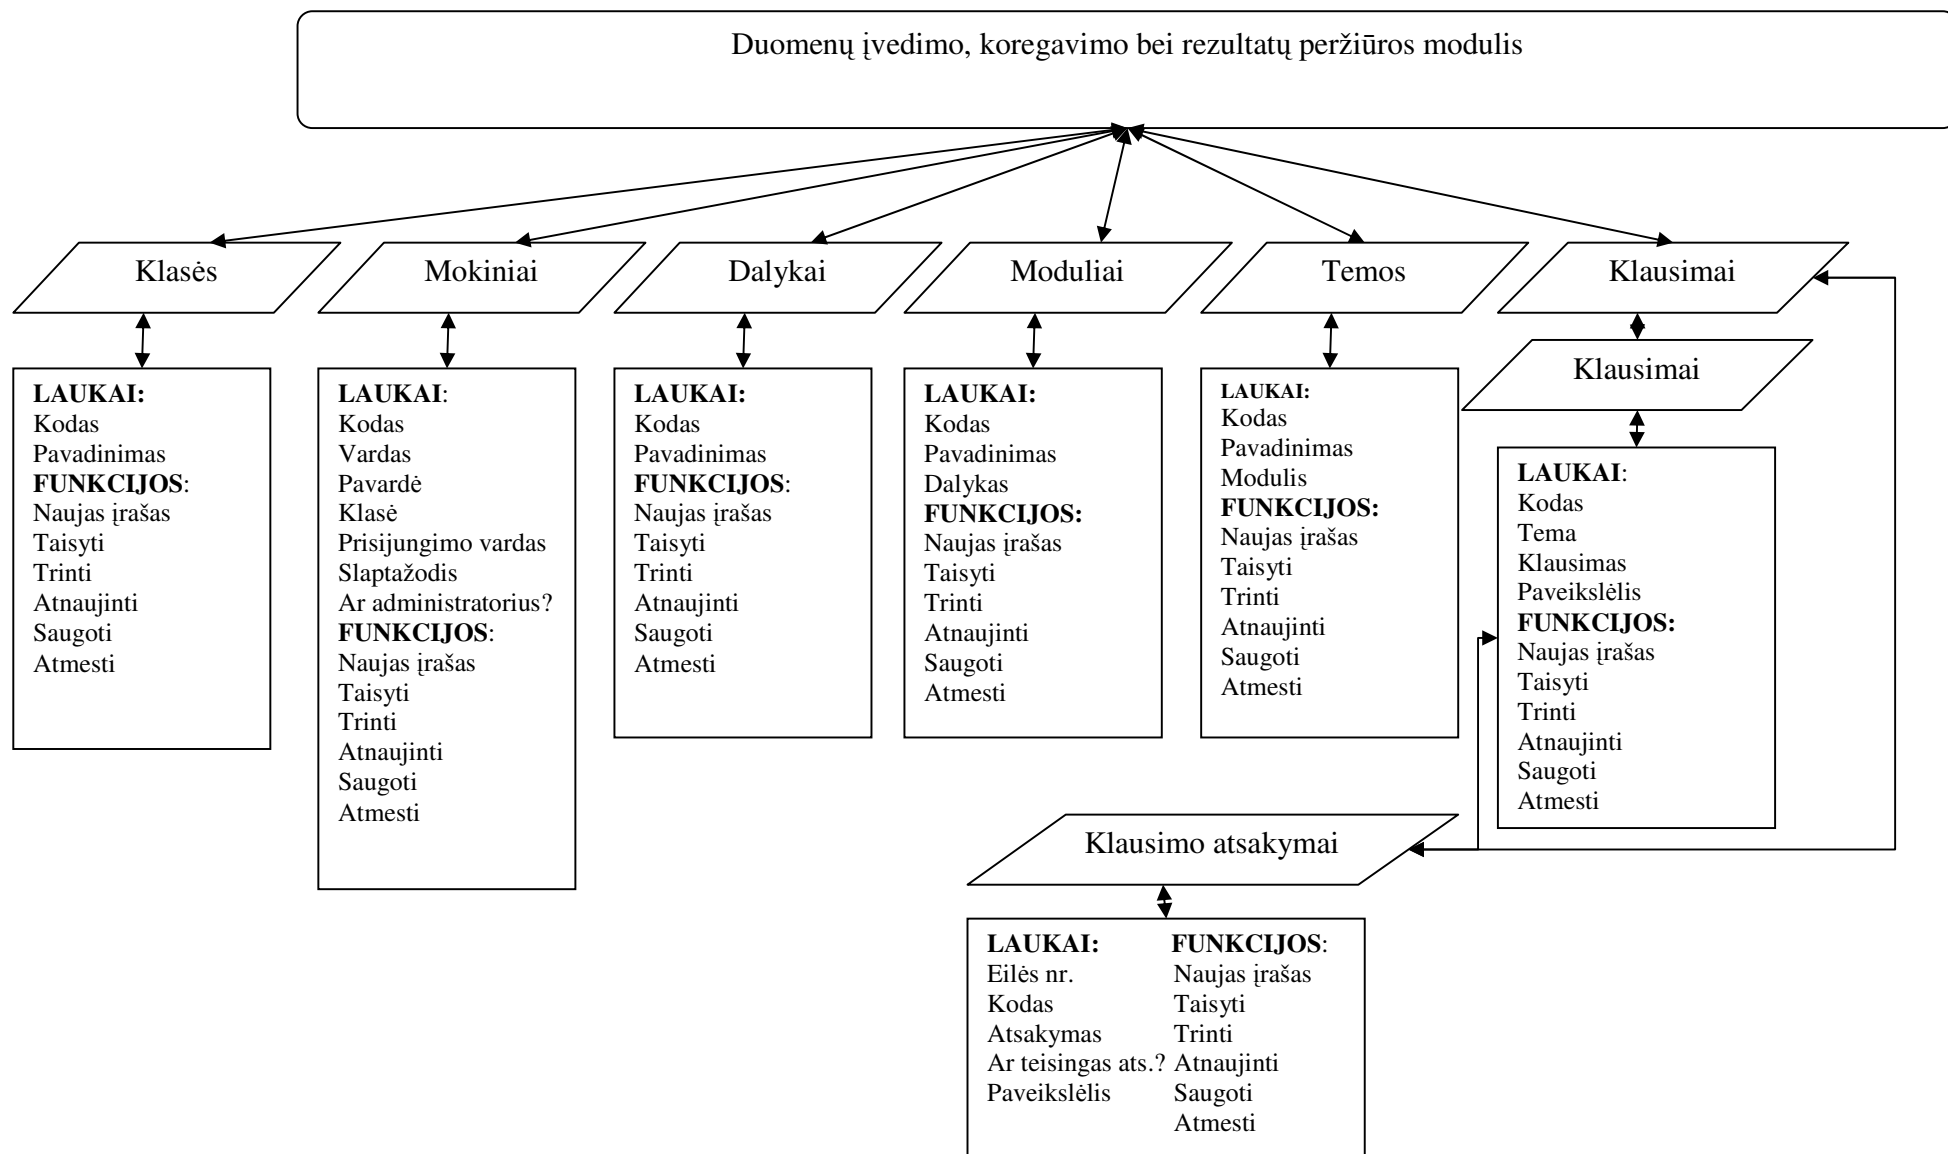 Duomenų įvedimo, koregavimo bei rezultatų peržiūros modulis
Klasės
Mokiniai
Dalykai
Moduliai
Temos
Klausimai
Klausimai
LAUKAI:
Kodas
Pavadinimas
FUNKCIJOS:
Naujas įrašas
Taisyti
Trinti
Atnaujinti
Saugoti
Atmesti
LAUKAI:
Kodas
Vardas
Pavardė
Klasė
Prisijungimo vardas
Slaptažodis
Ar administratorius?
FUNKCIJOS:
Naujas įrašas
Taisyti
Trinti
Atnaujinti
Saugoti
Atmesti
LAUKAI:
Kodas
Pavadinimas
FUNKCIJOS:
Naujas įrašas
Taisyti
Trinti
Atnaujinti
Saugoti
Atmesti
LAUKAI:
Kodas
Pavadinimas
Dalykas
FUNKCIJOS:
Naujas įrašas
Taisyti
Trinti
Atnaujinti
Saugoti
Atmesti
LAUKAI:
Kodas
Pavadinimas
Modulis
FUNKCIJOS:
Naujas įrašas
Taisyti
Trinti
Atnaujinti
Saugoti
Atmesti
LAUKAI:
Kodas
Tema
Klausimas
Paveikslėlis
FUNKCIJOS:
Naujas įrašas
Taisyti
Trinti
Atnaujinti
Saugoti
Atmesti
Klausimo atsakymai
LAUKAI:
Eilės nr.
Kodas
Atsakymas
Ar teisingas ats.?
Paveikslėlis
FUNKCIJOS:
Naujas įrašas
Taisyti
Trinti
Atnaujinti
Saugoti
Atmesti